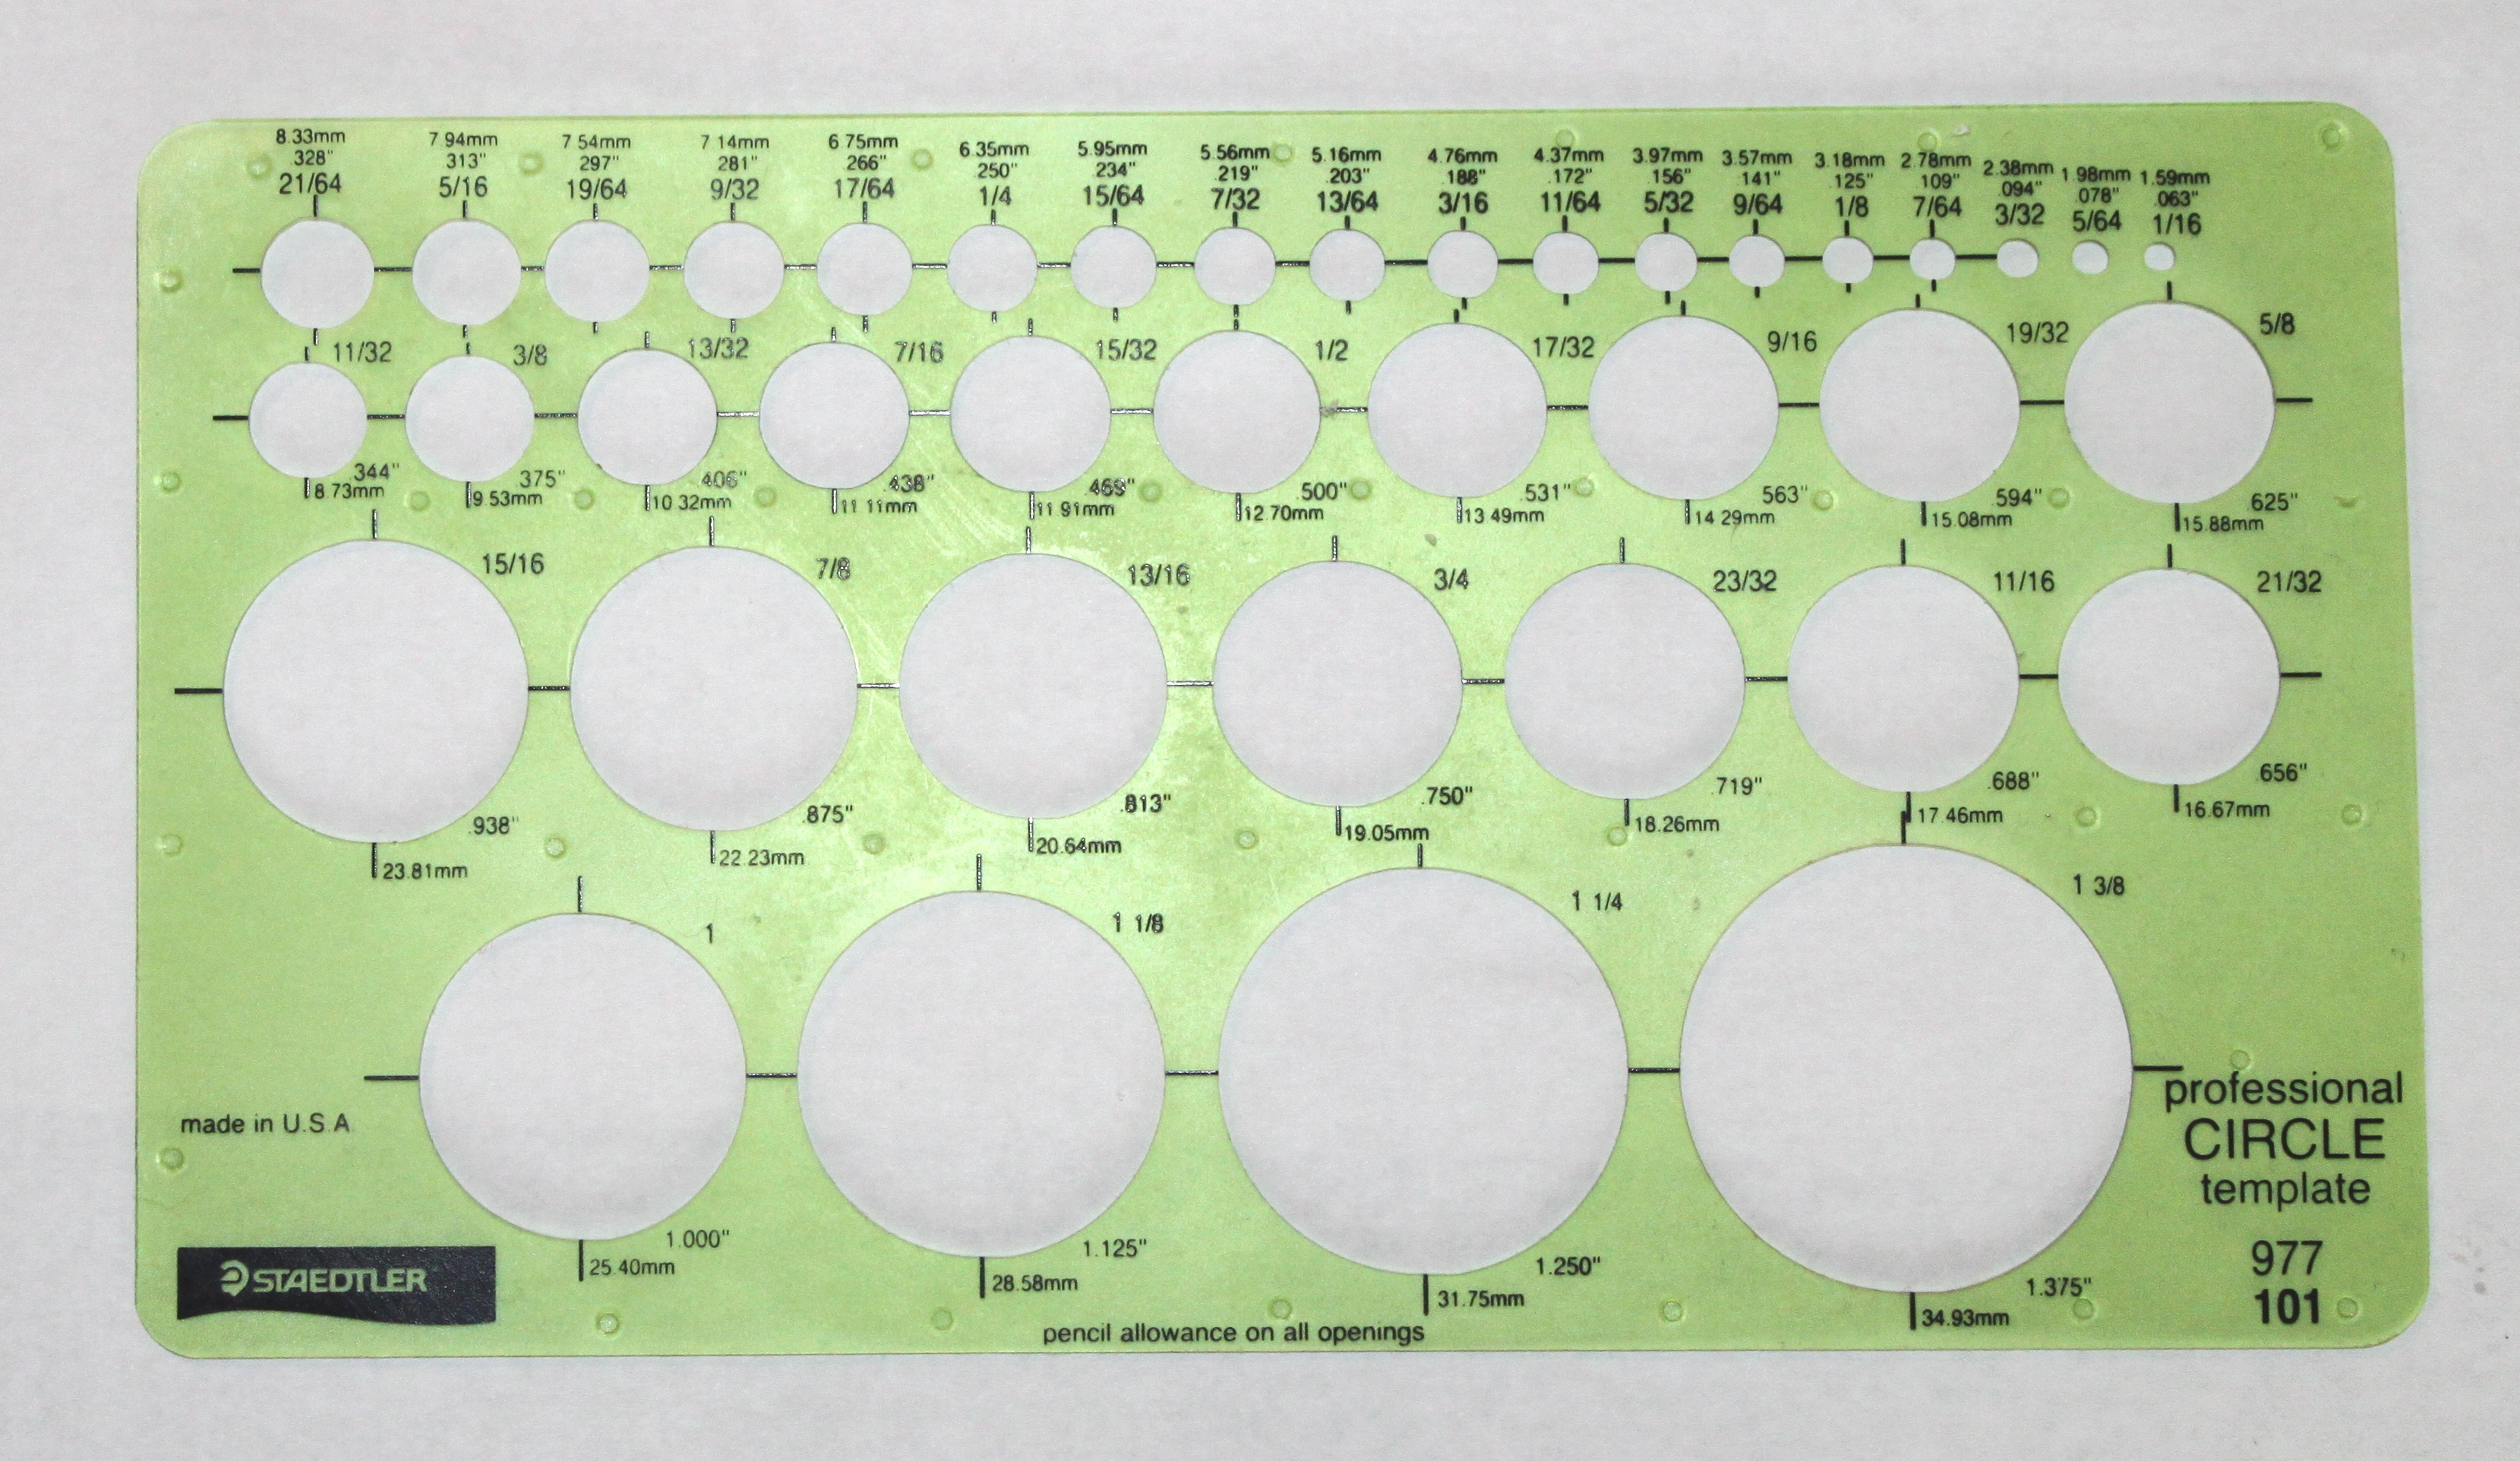 8.33mm 7 94mm 7 54mm 7 14mm 6 75mm 6 35mm 5.95mm 5.56mm 5.16mm 4.76mm 4.37mm 3.97mm 3.57mm 3.18mm 2.78mm 2.38mm 1 98mm 1.59mm
.328" 313" 297" 281" .266" 250" 234" .219" .203" .188" .172" .156" .141" .125" .109" .094" .078" .063"
21/64 5/16 19/64 9/32 17/64 1/4 15/64 7/32 13/64 3/16 11/64 5/32 9/64 1/8 7/64 3/32 5/64 1/16
11/32 3/8 13/32 7/16 15/32 1/2 17/32 9/16 19/32 5/8
344" 375" 406" .438" .469" .500" .531" 563" .594" .625"
8 73mm 9 53mm 10 32mm 11 11mm 11 91mm 12 70mm 13 49mm 14 29mm 15.08mm 15.88mm
15/16 7/8 13/16 3/4 23/32 11/16 21/32
.938" .875" .813" .750" .719" .688" .656"
23.81mm 22 23mm 20.64mm 19.05mm 18.26mm 17.46mm 16.67mm
1 1 1/8 1 1/4 1 3/8
1.000" 1.125" 1.250" 1.375"
25 40mm 28.58mm 31.75mm 34.93mm
made in U.S.A
STAEDTLER
pencil allowance on all openings
professional
CIRCLE
template
977
101